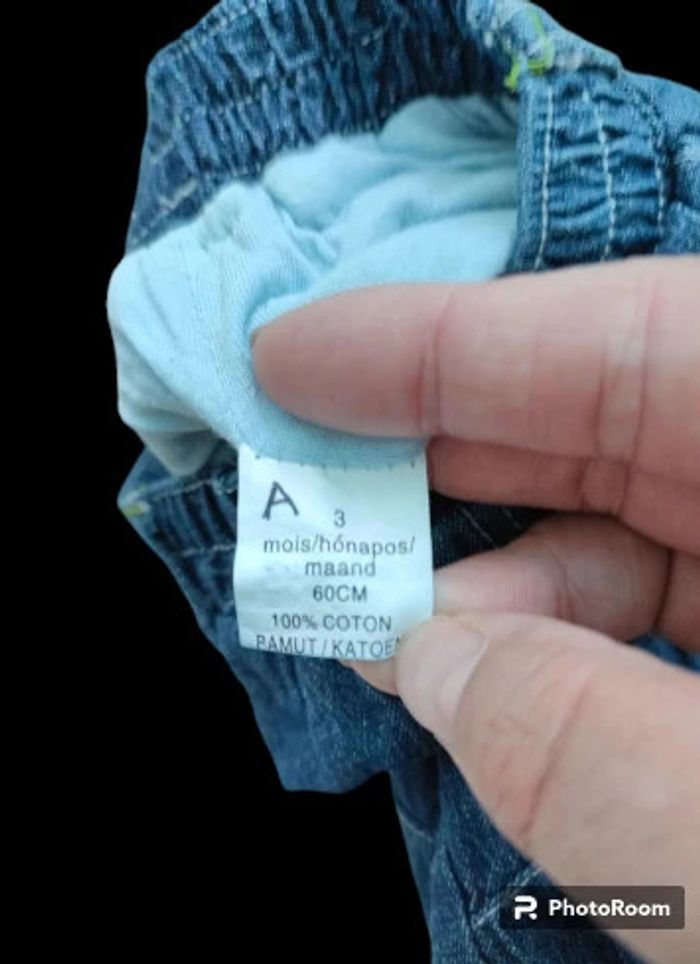 A
3
mois/hónapos/
maand
60CM
100% COTON
PAMUT/KATOEN
PhotoRoom